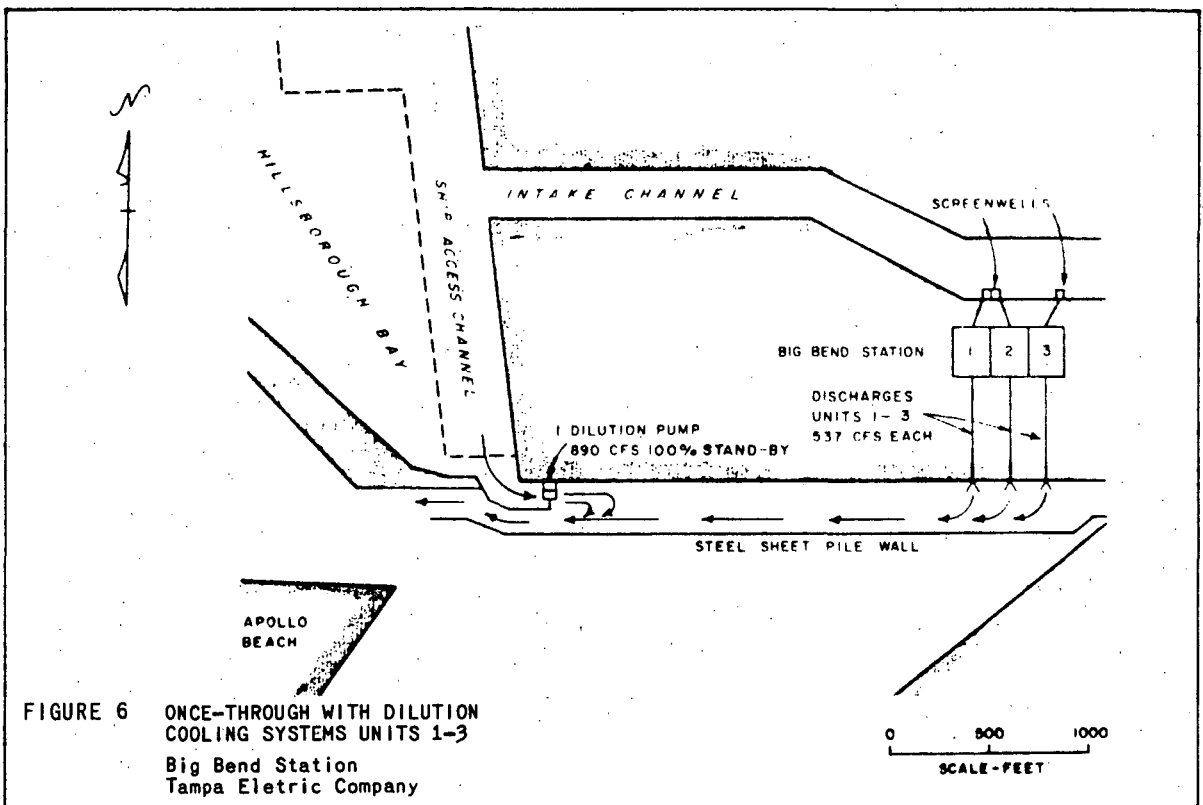 N
HILLSBOROUGH BAY
SHIP ACCESS CHANNEL
INTAKE CHANNEL
SCREENWELLS
BIG BEND STATION
1
2
3
DISCHARGES
UNITS 1-3
537 CFS EACH
1 DILUTION PUMP
890 CFS 100% STAND-BY
STEEL SHEET PILE WALL
APOLLO
BEACH
FIGURE 6 ONCE-THROUGH WITH DILUTION
COOLING SYSTEMS UNITS 1-3
Big Bend Station
Tampa Eletric Company
0 500 1000
SCALE-FEET